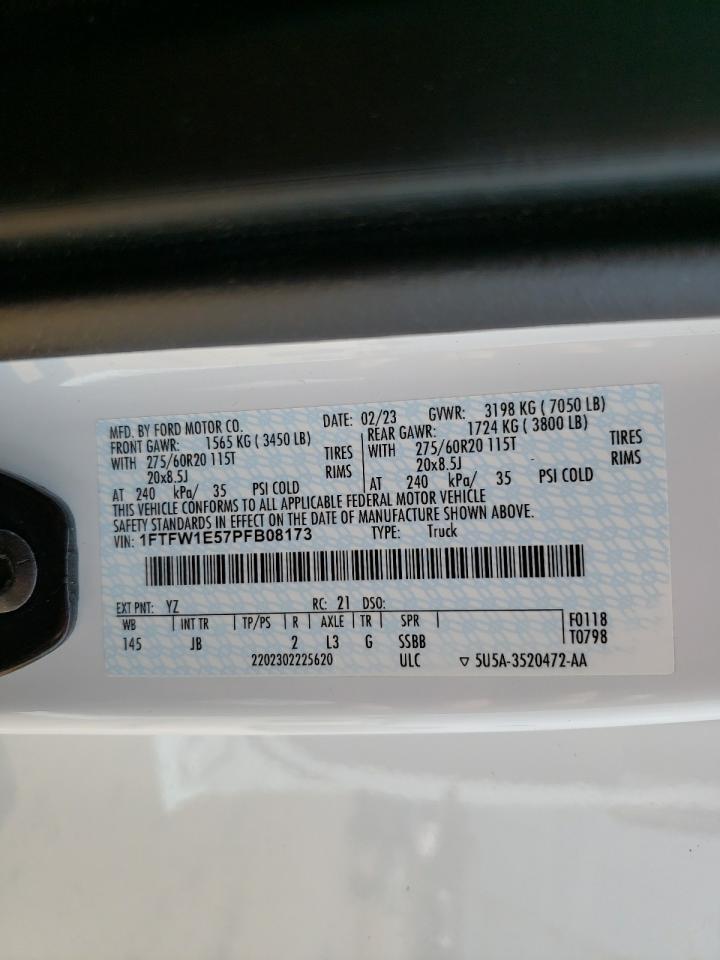 MFD. BY FORD MOTOR CO. DATE: 02/23 GVWR: 3198 KG ( 7050 LB)
FRONT GAWR: 1565 KG ( 3450 LB) REAR GAWR: 1724 KG ( 3800 LB)
WITH 275/60R20 115T TIRES WITH 275/60R20 115T TIRES
20x8.5J RIMS 20x8.5J RIMS
AT 240 kPa/ 35 PSI COLD AT 240 kPa/ 35 PSI COLD
THIS VEHICLE CONFORMS TO ALL APPLICABLE FEDERAL MOTOR VEHICLE
SAFETY STANDARDS IN EFFECT ON THE DATE OF MANUFACTURE SHOWN ABOVE.
VIN: 1FTFW1E57PFB08173 TYPE: Truck
EXT PNT: YZ RC: 21 DSO:
WB INT TR TP/PS R AXLE TR SPR F0118
145 JB 2 L3 G SSBB T0798
2202302225620 ULC ▽ 5U5A-3520472-AA